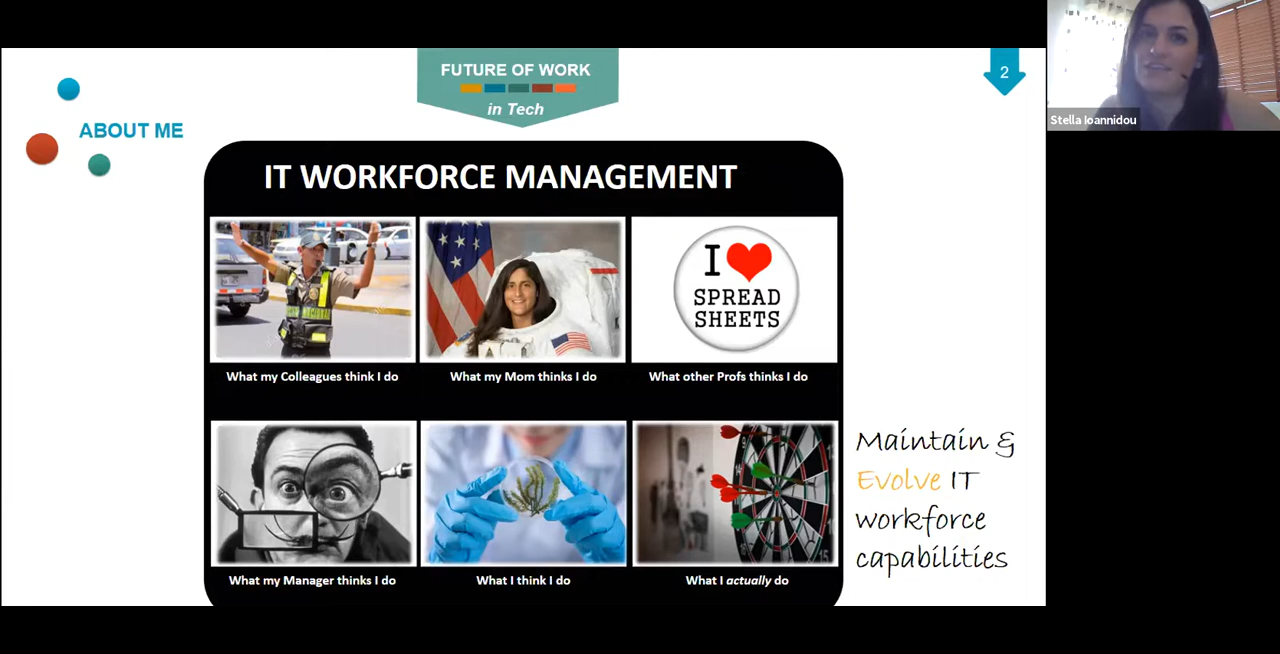 FUTURE OF WORK
in Tech
2
Stella Ioannidou
ABOUT ME
IT WORKFORCE MANAGEMENT
I ♥
SPREAD
SHEETS
What my Colleagues think I do
What my Mom thinks I do
What other Profs thinks I do
What my Manager thinks I do
What I think I do
What I actually do
Maintain &
Evolve IT
workforce
capabilities